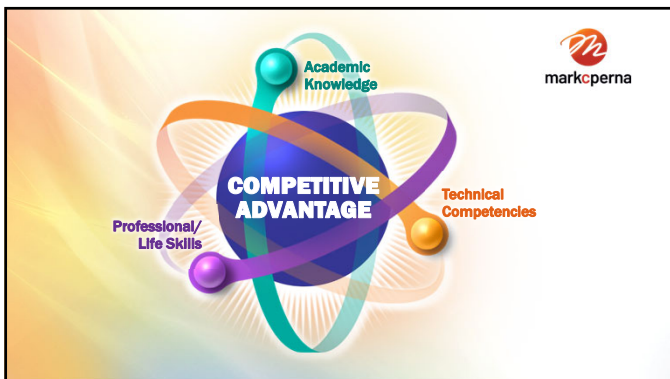 markcperna
Academic
Knowledge
COMPETITIVE
ADVANTAGE
Technical
Competencies
Professional/
Life Skills